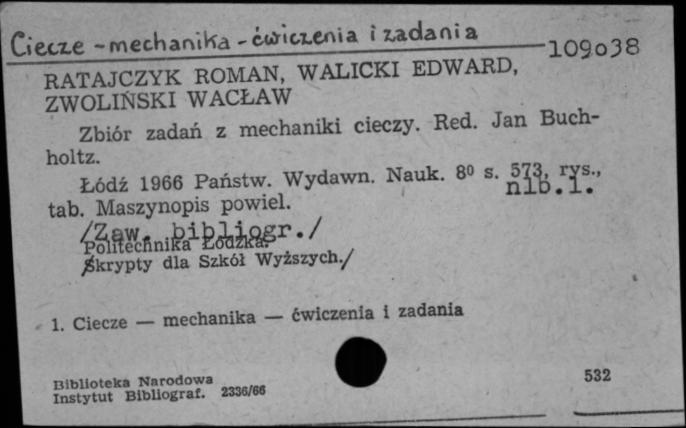 Ciecze - mechanika - ćwiczenia i zadania
109038
RATAJCZYK ROMAN, WALICKI EDWARD,
ZWOLIŃSKI WACŁAW
Zbiór zadań z mechaniki cieczy. Red. Jan Buch-
holtz.
Łódź 1966 Państw. Wydawn. Nauk. 8⁰ s. 573, rys.,
nlb.1.
tab. Maszynopis powiel.
/Zaw. bibliogr./
Politechnika Łódzka.
/Skrypty dla Szkół Wyższych./
1. Ciecze — mechanika — ćwiczenia i zadania
Biblioteka Narodowa
Instytut Bibliograf. 2336/66
532